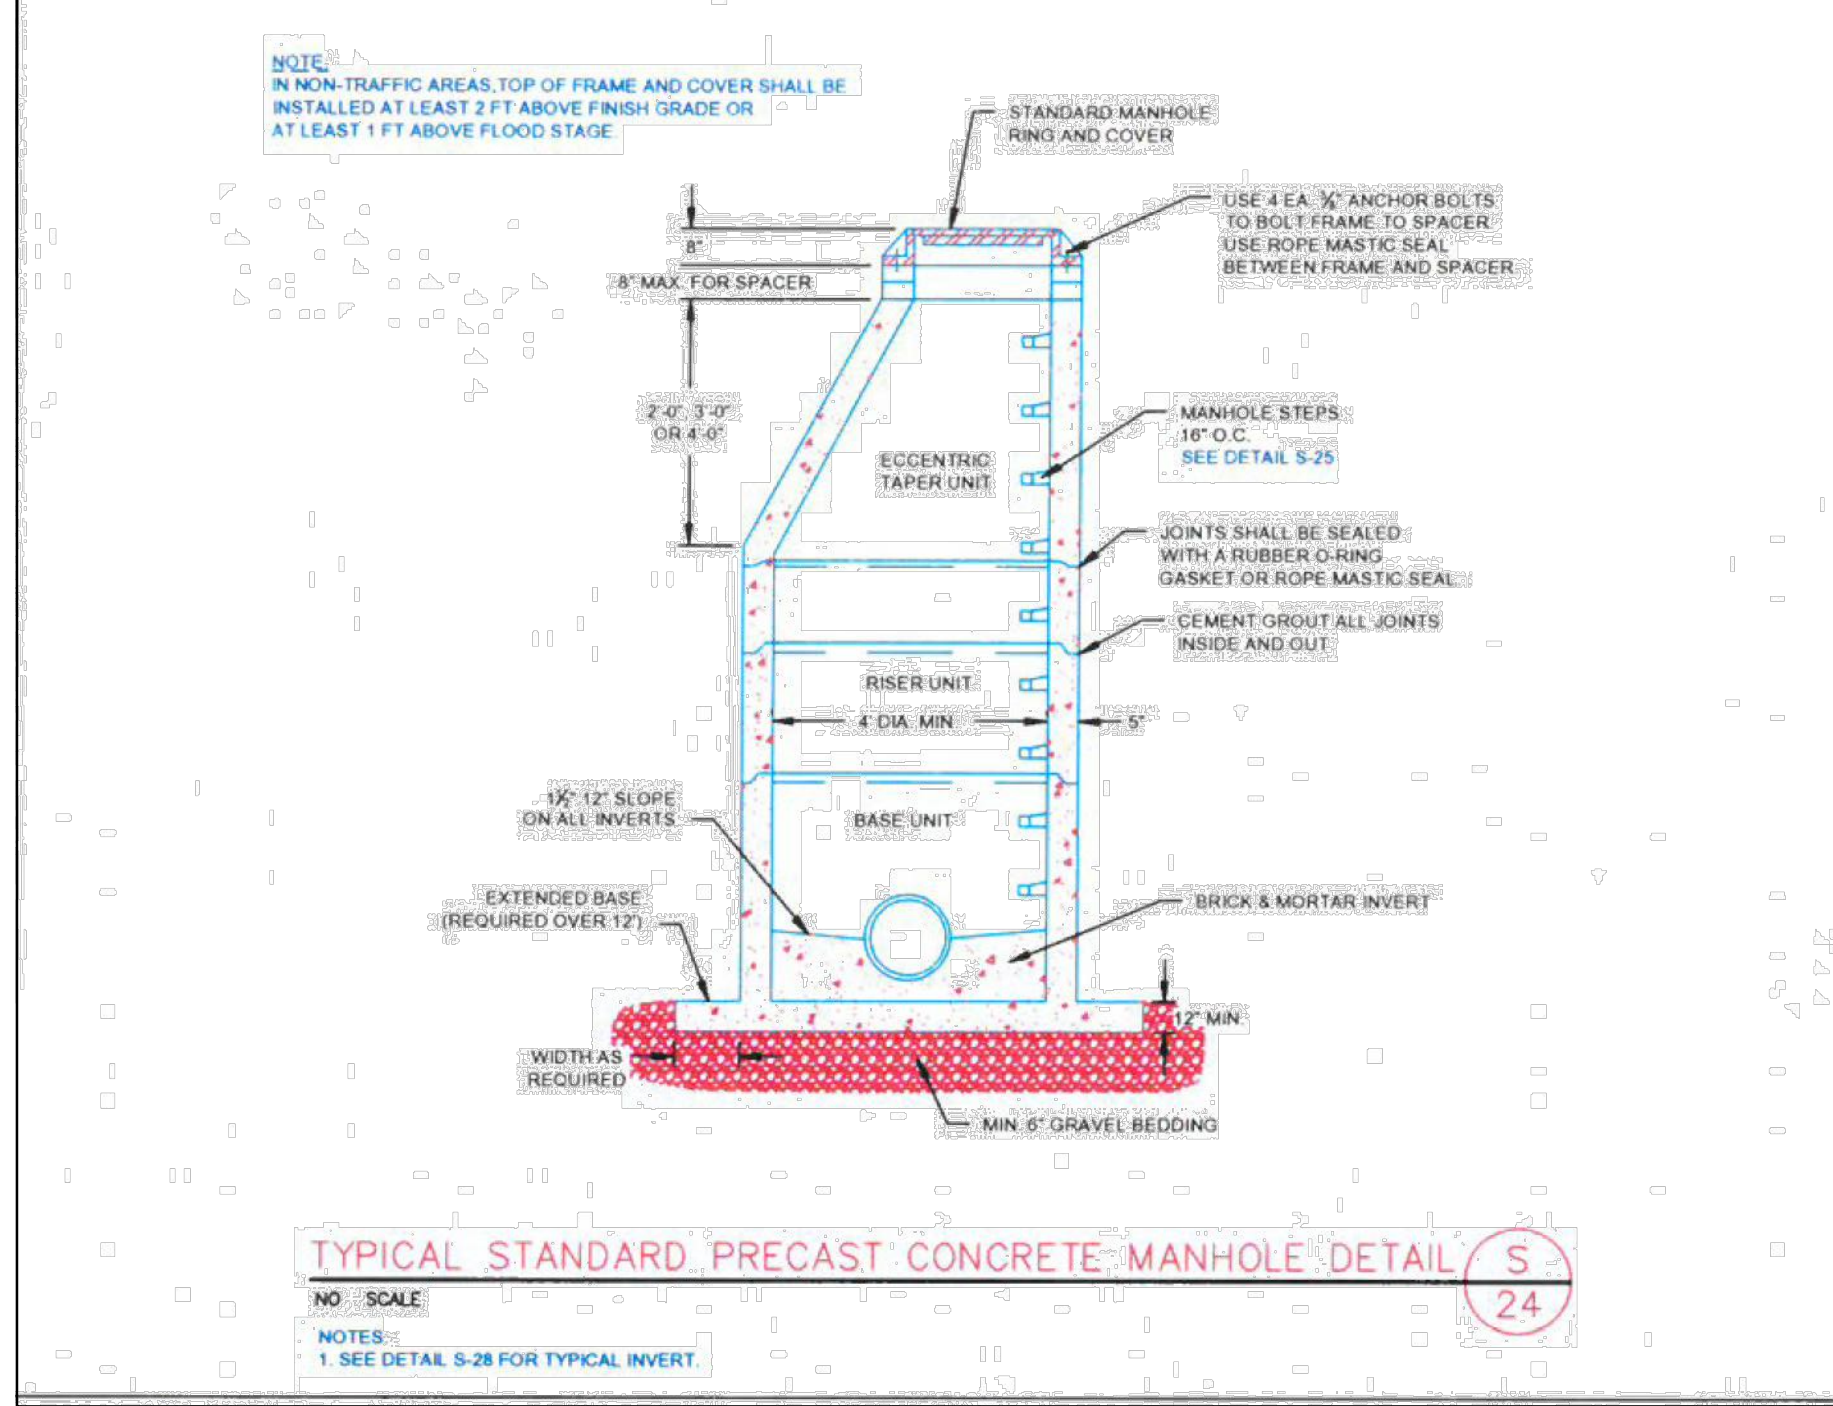 NOTE:
IN NON-TRAFFIC AREAS, TOP OF FRAME AND COVER SHALL BE
INSTALLED AT LEAST 2 FT ABOVE FINISH GRADE OR
AT LEAST 1 FT ABOVE FLOOD STAGE.
STANDARD MANHOLE
RING AND COVER
USE 4 EA. ANCHOR BOLTS
TO BOLT FRAME TO SPACER
USE ROPE MASTIC SEAL
BETWEEN FRAME AND SPACER
8"
8" MAX. FOR SPACER
2'-0", 3'-0"
OR 4'-0"
ECCENTRIC
TAPER UNIT
MANHOLE STEPS
16" O.C.
SEE DETAIL S-25
JOINTS SHALL BE SEALED
WITH A RUBBER O-RING
GASKET OR ROPE MASTIC SEAL
CEMENT GROUT ALL JOINTS
INSIDE AND OUT
RISER UNIT
4' DIA. MIN.
5"
1½" 12" SLOPE
ON ALL INVERTS
BASE UNIT
EXTENDED BASE
(REQUIRED OVER 12')
BRICK & MORTAR INVERT
12" MIN.
WIDTH AS
REQUIRED
MIN. 6" GRAVEL BEDDING
TYPICAL STANDARD PRECAST CONCRETE MANHOLE DETAIL
S
24
NO SCALE
NOTES:
1. SEE DETAIL S-28 FOR TYPICAL INVERT.